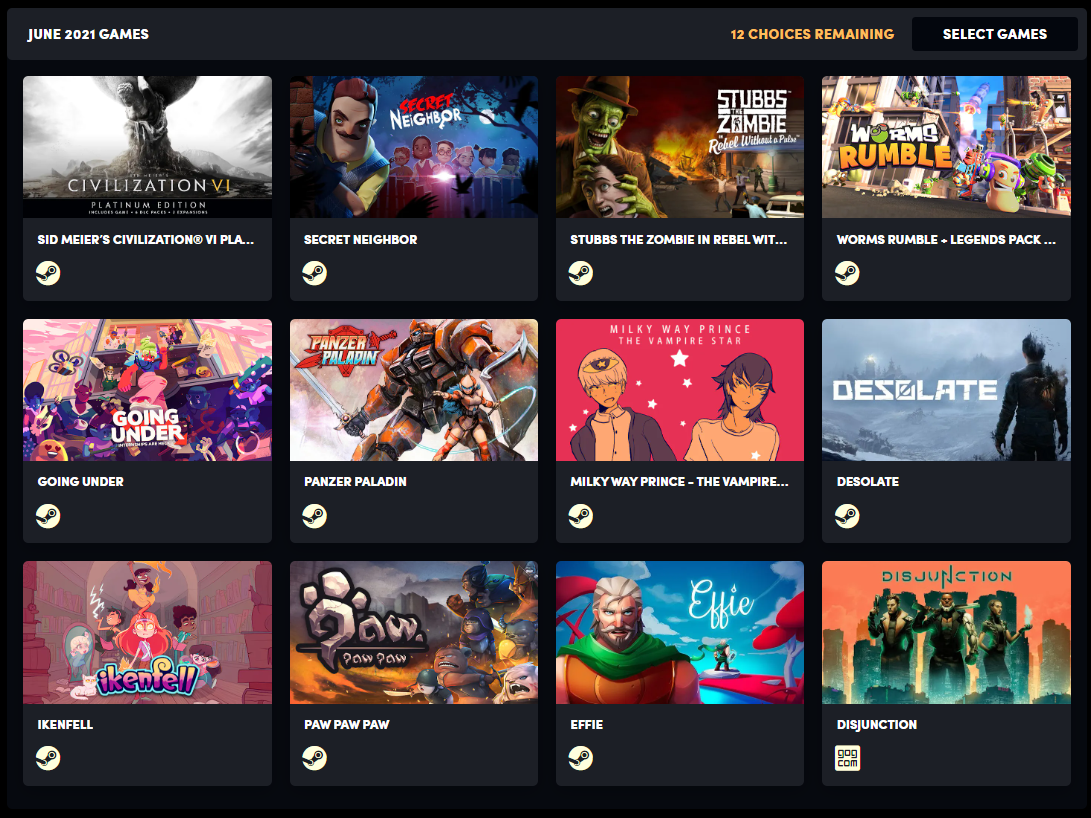 JUNE 2021 GAMES
12 CHOICES REMAINING
SELECT GAMES
SID MEIER'S
CIVILIZATION VI
PLATINUM EDITION
INCLUDES GAME + 6 DLC PACKS + 2 EXPANSIONS
SECRET
NEIGHBOR
STUBBS
THE
ZOMBIE
Rebel Without a Pulse
WORMS
RUMBLE
SID MEIER'S CIVILIZATION® VI PLA...
SECRET NEIGHBOR
STUBBS THE ZOMBIE IN REBEL WIT...
WORMS RUMBLE + LEGENDS PACK ...
GOING
UNDER
INTERNSHIPS ARE HELL
PANZER
PALADIN
MILKY WAY PRINCE
THE VAMPIRE STAR
DESØLATE
GOING UNDER
PANZER PALADIN
MILKY WAY PRINCE – THE VAMPIRE...
DESOLATE
ikenfell
Paw
Paw Paw
Effie
DISJUNCTION
IKENFELL
PAW PAW PAW
EFFIE
DISJUNCTION
gog
com